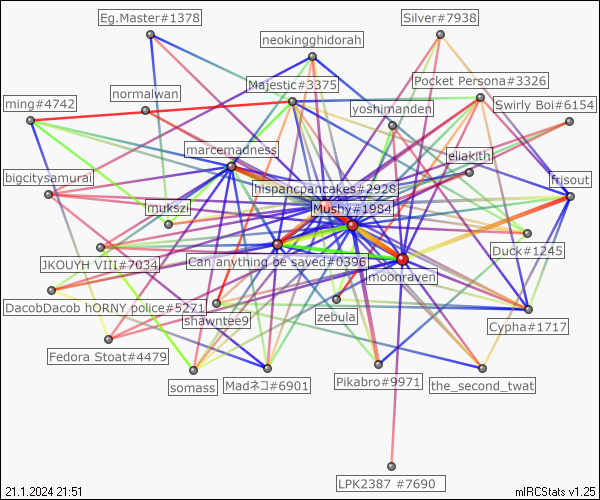 Eg.Master#1378
Silver#7938
neokingghidorah
Majestic#3375
Pocket Persona#3326
normalwan
ming#4742
yoshimanden
Swirly Boi#6154
marcemadness
eliakith
bigcitysamurai
hispancpancakes#2928
frisout
mukszi
Mushy#1984
JKOUYH VIII#7034
Can anything be saved#0396
Duck#1245
moonraven
DacobDacob hORNY police#5271
shawntee9
zebula
Cypha#1717
Fedora Stoat#4479
somass
Madネコ#6901
Pikabro#9971
the_second_twat
LPK2387 #7690
21.1.2024 21:51
mIRCStats v1.25